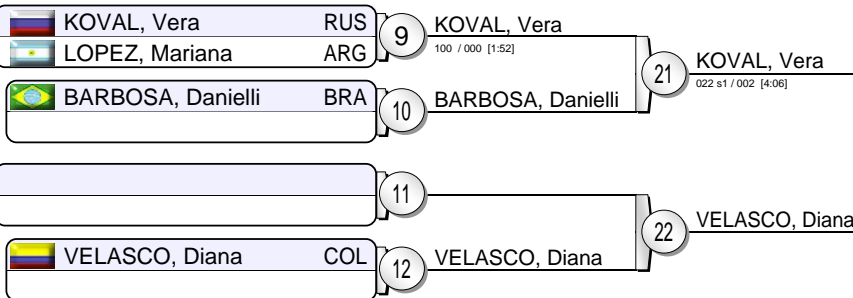 KOVAL, Vera RUS
LOPEZ, Mariana ARG
9
KOVAL, Vera
100 / 000 [1:52]
BARBOSA, Danielli BRA
10
BARBOSA, Danielli
21
KOVAL, Vera
022 s1 / 002 [4:06]
11
VELASCO, Diana COL
12
VELASCO, Diana
22
VELASCO, Diana